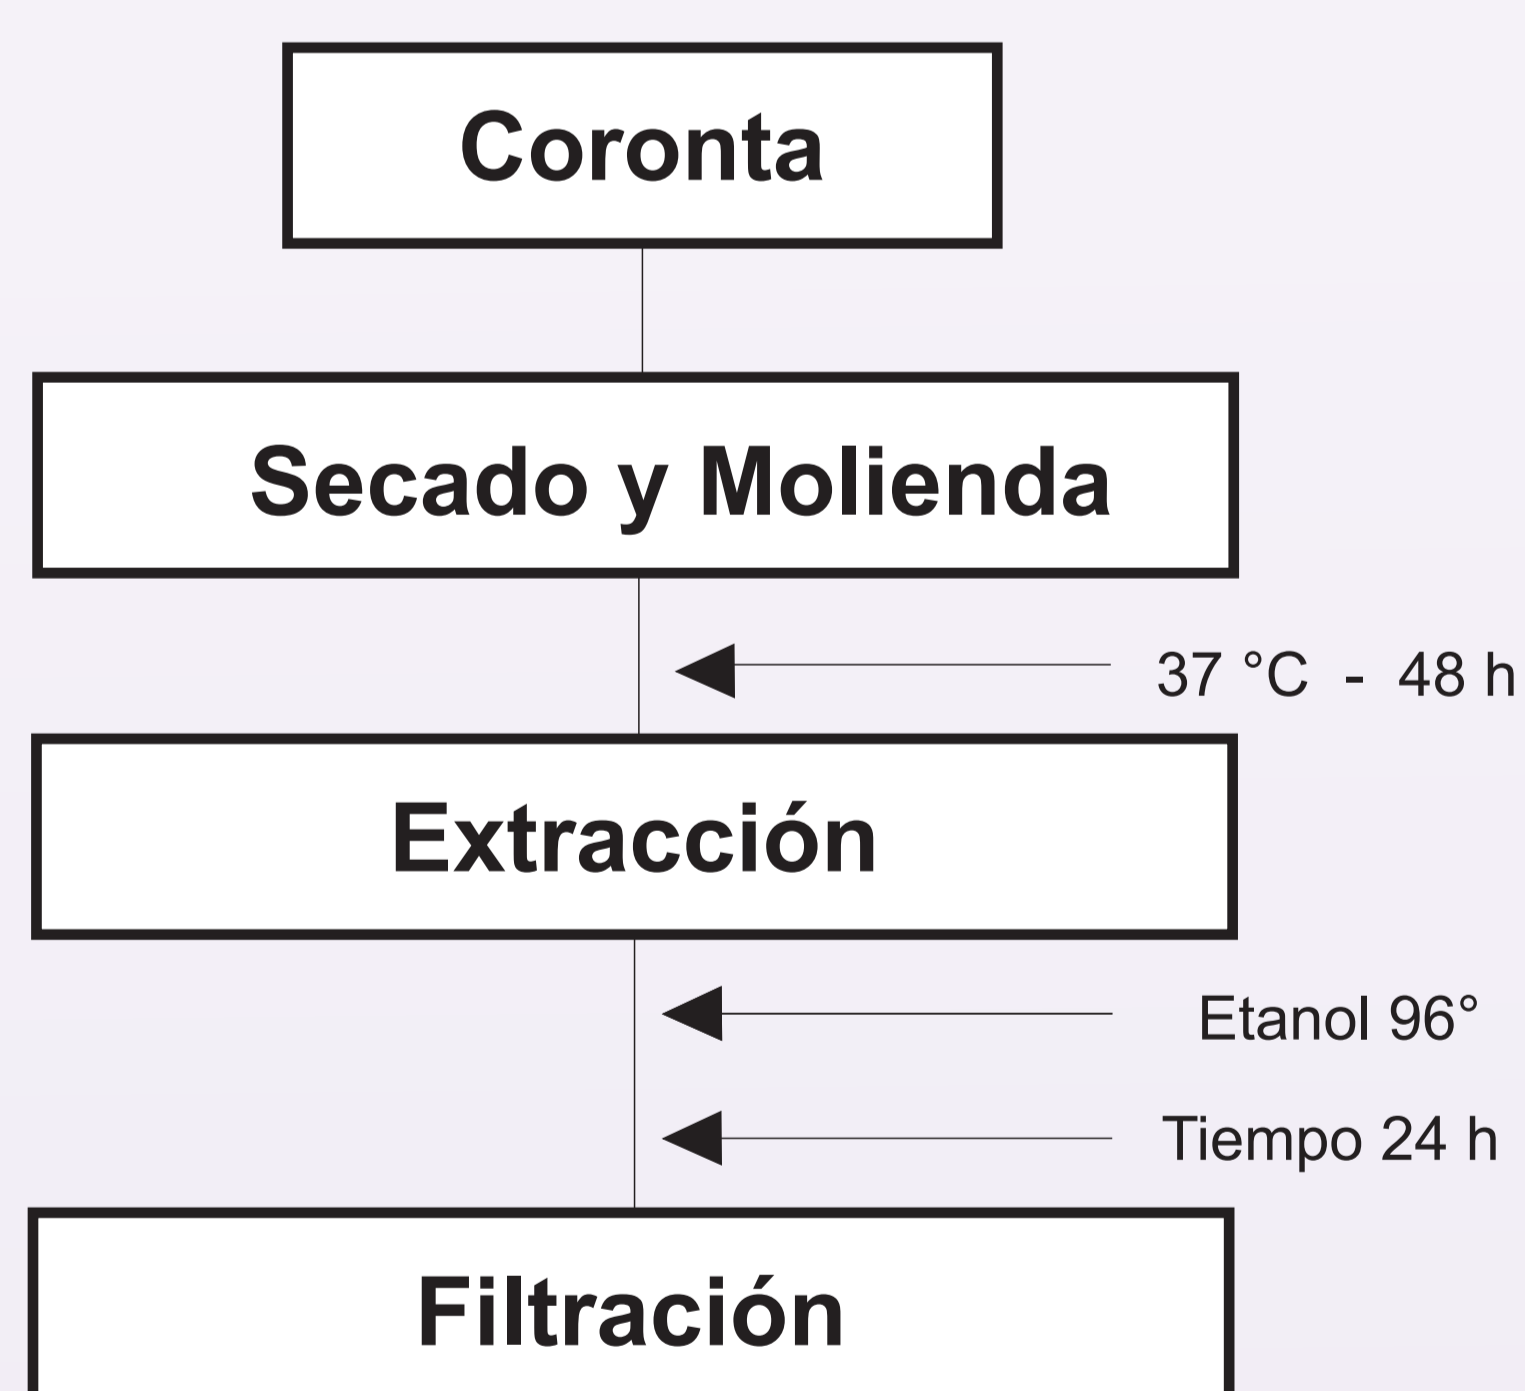 Coronta
Secado y Molienda
37 °C - 48 h
Extracción
Etanol 96°
Tiempo 24 h
Filtración